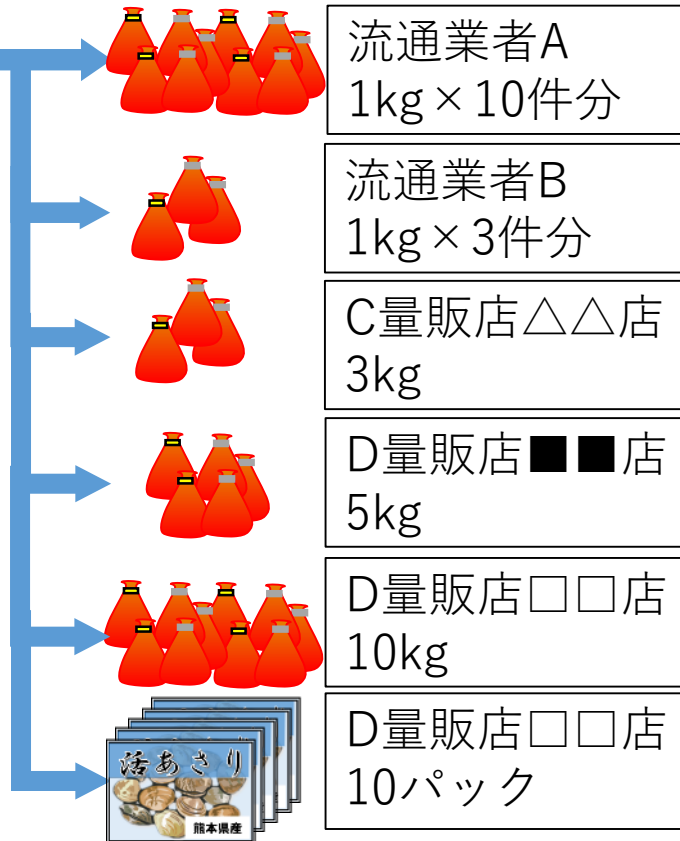 流通業者A
1kg×10件分
流通業者B
1kg×3件分
C量販店△△店
3kg
D量販店■■店
5kg
D量販店□□店
10kg
活あさり
熊本県産
D量販店□□店
10パック